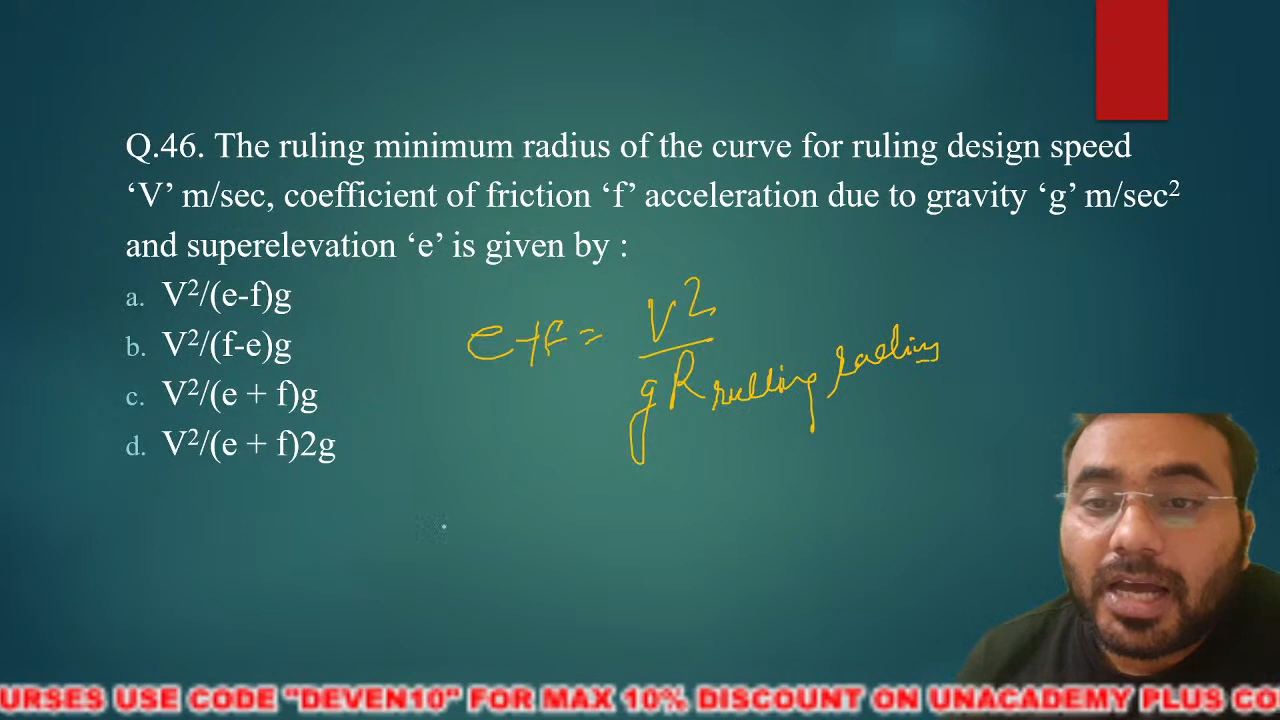 Q.46. The ruling minimum radius of the curve for ruling design speed
‘V’ m/sec, coefficient of friction ‘f’ acceleration due to gravity ‘g’ m/sec²
and superelevation ‘e’ is given by :
a. V²/(e-f)g
b. V²/(f-e)g
c. V²/(e + f)g
d. V²/(e + f)2g
e+f = V²
gR rulling radius
URSES USE CODE "DEVEN10" FOR MAX 10% DISCOUNT ON UNACADEMY PLUS CO